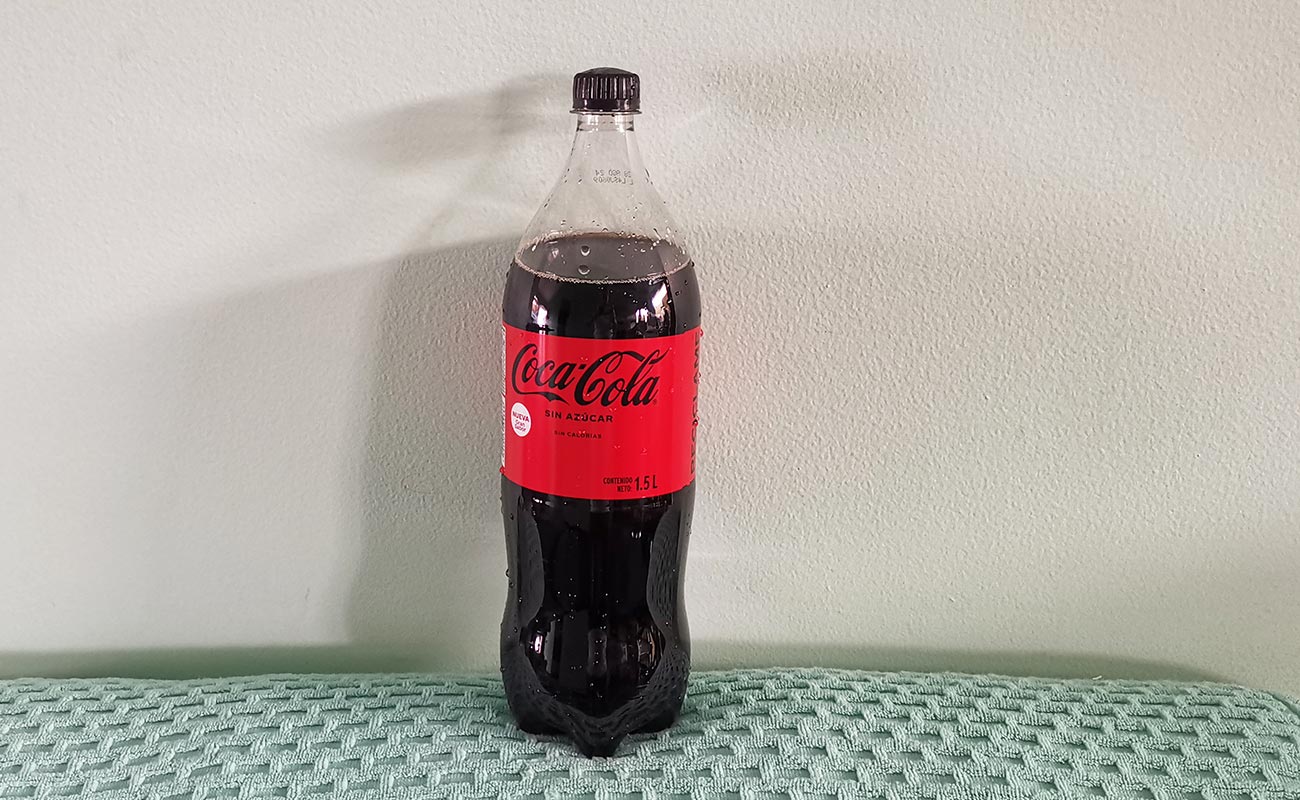 Coca-Cola
SIN AZÚCAR
SIN CALORÍAS
NUEVA
Gran
Sabor
CONTENIDO
NETO: 1.5 L